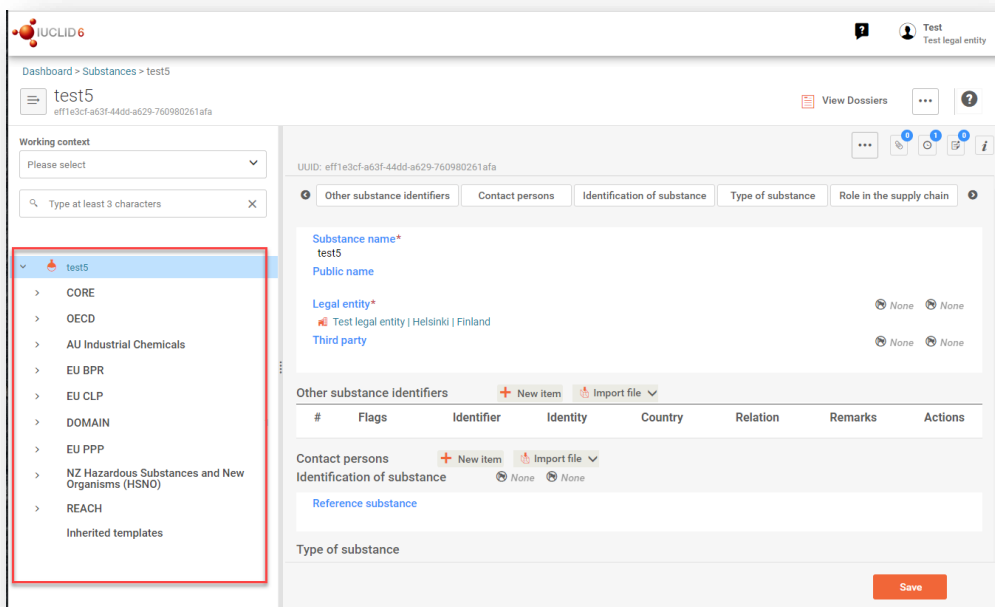 IUCLID 6
Test
Test legal entity
Dashboard > Substances > test5
test5
eff1e3cf-a63f-44dd-a629-760980261afa
View Dossiers
Working context
Please select
Type at least 3 characters
0 1 0
UUID: eff1e3cf-a63f-44dd-a629-760980261afa
Other substance identifiers Contact persons Identification of substance Type of substance Role in the supply chain
test5
CORE
OECD
AU Industrial Chemicals
EU BPR
EU CLP
DOMAIN
EU PPP
NZ Hazardous Substances and New
Organisms (HSNO)
REACH
Inherited templates
Substance name*
test5
Public name
Legal entity* None None
Test legal entity | Helsinki | Finland
Third party None None
Other substance identifiers + New item Import file
# Flags Identifier Identity Country Relation Remarks Actions
Contact persons + New item Import file
Identification of substance None None
Reference substance
Type of substance
Save